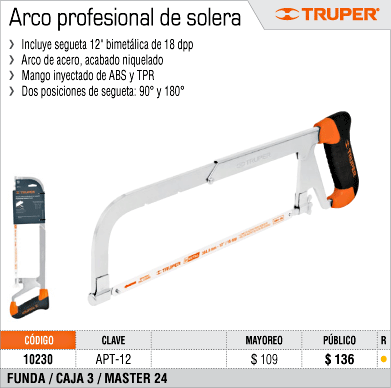 Arco profesional de solera
TRUPER®
❯ Incluye segueta 12" bimetálica de 18 dpp
❯ Arco de acero, acabado niquelado
❯ Mango inyectado de ABS y TPR
❯ Dos posiciones de segueta: 90° y 180°
TRUPER
TRUPER
CÓDIGO CLAVE MAYOREO PÚBLICO R
10230 APT-12 $ 109 $ 136
FUNDA / CAJA 3 / MASTER 24